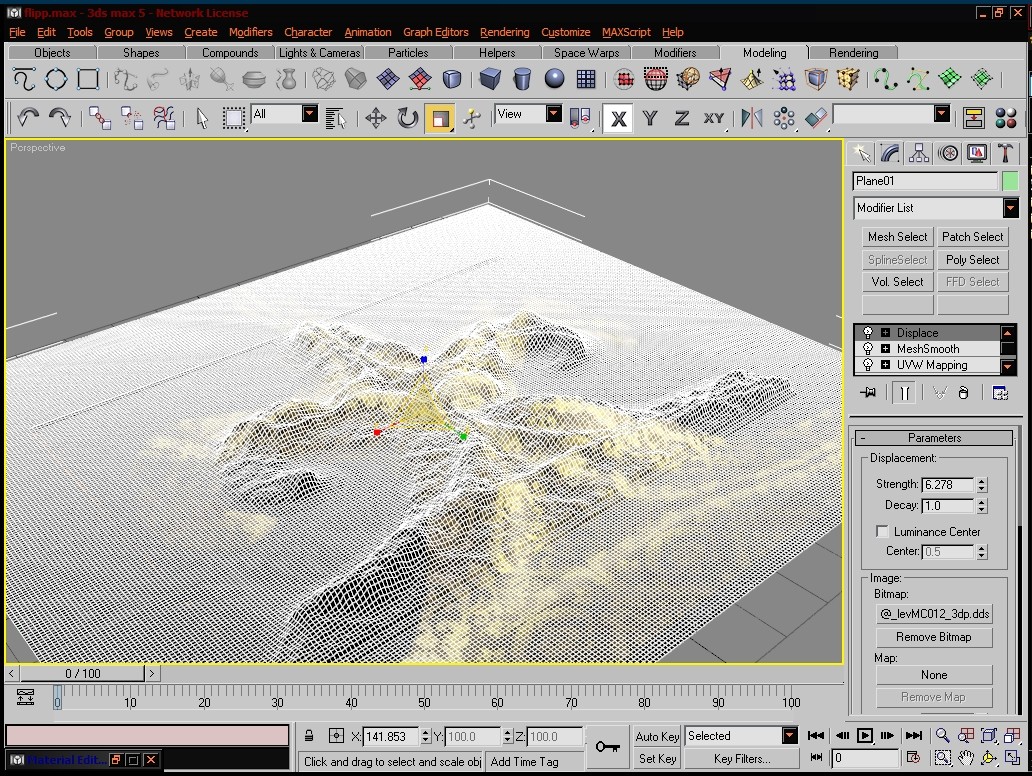 flipp.max - 3ds max 5 - Network License
File Edit Tools Group Views Create Modifiers Character Animation Graph Editors Rendering Customize MAXScript Help
Objects Shapes Compounds Lights & Cameras Particles Helpers Space Warps Modifiers Modeling Rendering
All View X Y Z XY
Perspective
Plane01
Modifier List
Mesh Select Patch Select
SplineSelect Poly Select
Vol. Select FFD Select
Displace
MeshSmooth
UVW Mapping
- Parameters
Displacement:
Strength: 6.278
Decay: 1.0
Luminance Center
Center: 0.5
Image:
Bitmap:
@_levMC012_3dp.dds
Remove Bitmap
Map:
None
Remove Map
< 0 / 100 >
0 10 20 30 40 50 60 70 80 90 100
X: 141.853 Y: 100.0 Z: 100.0
Auto Key Selected
Set Key Key Filters...
0
Material Edit...
Click and drag to select and scale obj Add Time Tag